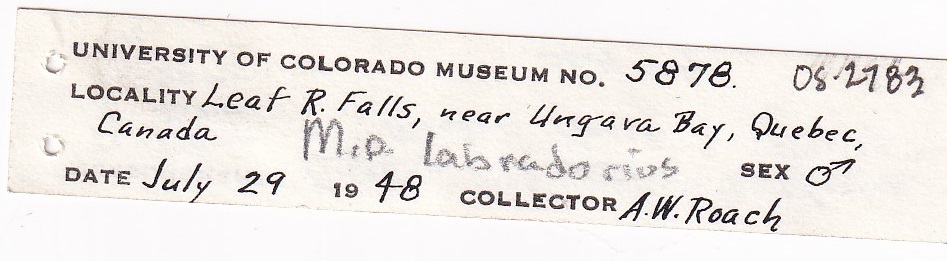 UNIVERSITY OF COLORADO MUSEUM NO. 5878. OS-2783
LOCALITY Leaf R. Falls, near Ungava Bay, Quebec,
Canada
M.p. labradorius
SEX ♂
DATE July 29 1948 COLLECTOR A.W. Roach